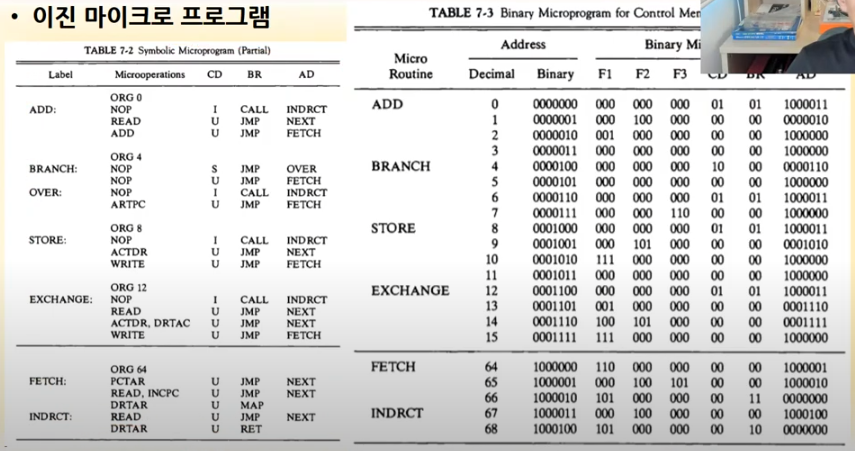 • 이진 마이크로 프로그램
TABLE 7-2 Symbolic Microprogram (Partial)
Label Microoperations CD BR AD
ORG 0
ADD: NOP I CALL INDRCT
READ U JMP NEXT
ADD U JMP FETCH
ORG 4
BRANCH: NOP S JMP OVER
NOP U JMP FETCH
OVER: NOP I CALL INDRCT
ARTPC U JMP FETCH
ORG 8
STORE: NOP I CALL INDRCT
ACTDR U JMP NEXT
WRITE U JMP FETCH
ORG 12
EXCHANGE: NOP I CALL INDRCT
READ U JMP NEXT
ACTDR, DRTAC U JMP NEXT
WRITE U JMP FETCH
ORG 64
FETCH: PCTAR U JMP NEXT
READ, INCPC U JMP NEXT
DRTAR U MAP
INDRCT: READ U JMP NEXT
DRTAR U RET
TABLE 7-3 Binary Microprogram for Control
Micro Routine Address Binary
Decimal Binary F1 F2 F3 CD BR AD
ADD 0 0000000 000 000 000 01 01 1000011
1 0000001 000 100 000 00 00 0000010
2 0000010 001 000 000 00 00 1000000
3 0000011 000 000 000 00 00 1000000
BRANCH 4 0000100 000 000 000 10 00 0000110
5 0000101 000 000 000 00 00 1000000
6 0000110 000 000 000 01 01 1000011
7 0000111 000 000 110 00 00 1000000
STORE 8 0001000 000 000 000 01 01 1000011
9 0001001 000 101 000 00 00 0001010
10 0001010 111 000 000 00 00 1000000
11 0001011 000 000 000 00 00 1000000
EXCHANGE 12 0001100 000 000 000 01 01 1000011
13 0001101 001 000 000 00 00 0001110
14 0001110 100 101 000 00 00 0001111
15 0001111 111 000 000 00 00 1000000
FETCH 64 1000000 110 000 000 00 00 1000001
65 1000001 000 100 101 00 00 1000010
66 1000010 101 000 000 00 11 0000000
INDRCT 67 1000011 000 100 000 00 00 1000100
68 1000100 101 000 000 00 10 0000000